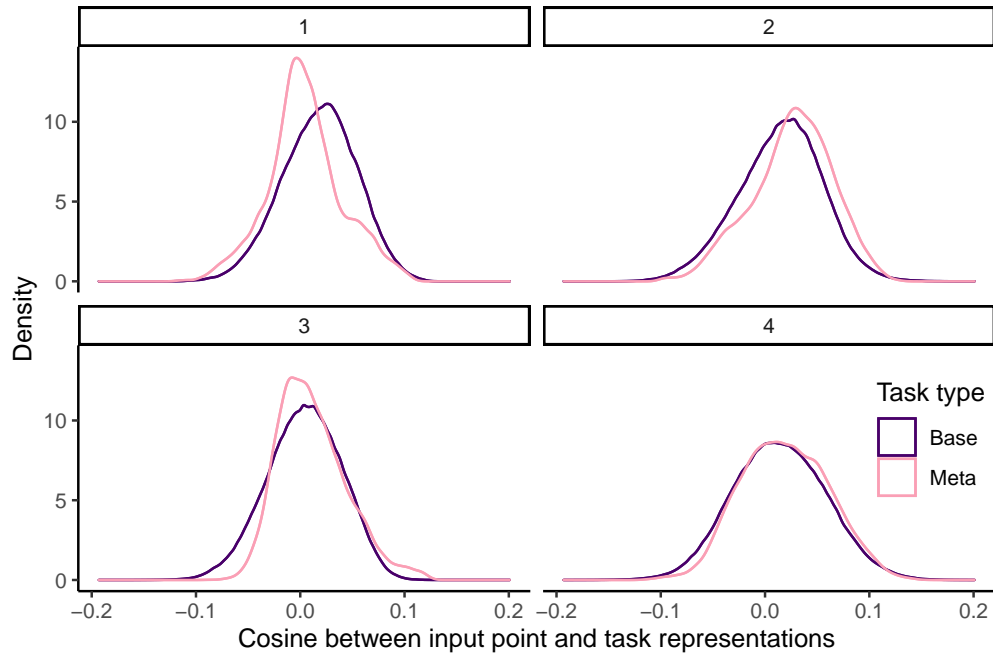 1
2
10
5
0
3
4
10
5
0
Density
Task type
Base
Meta
−0.2 −0.1 0.0 0.1 0.2
−0.2 −0.1 0.0 0.1 0.2
Cosine between input point and task representations